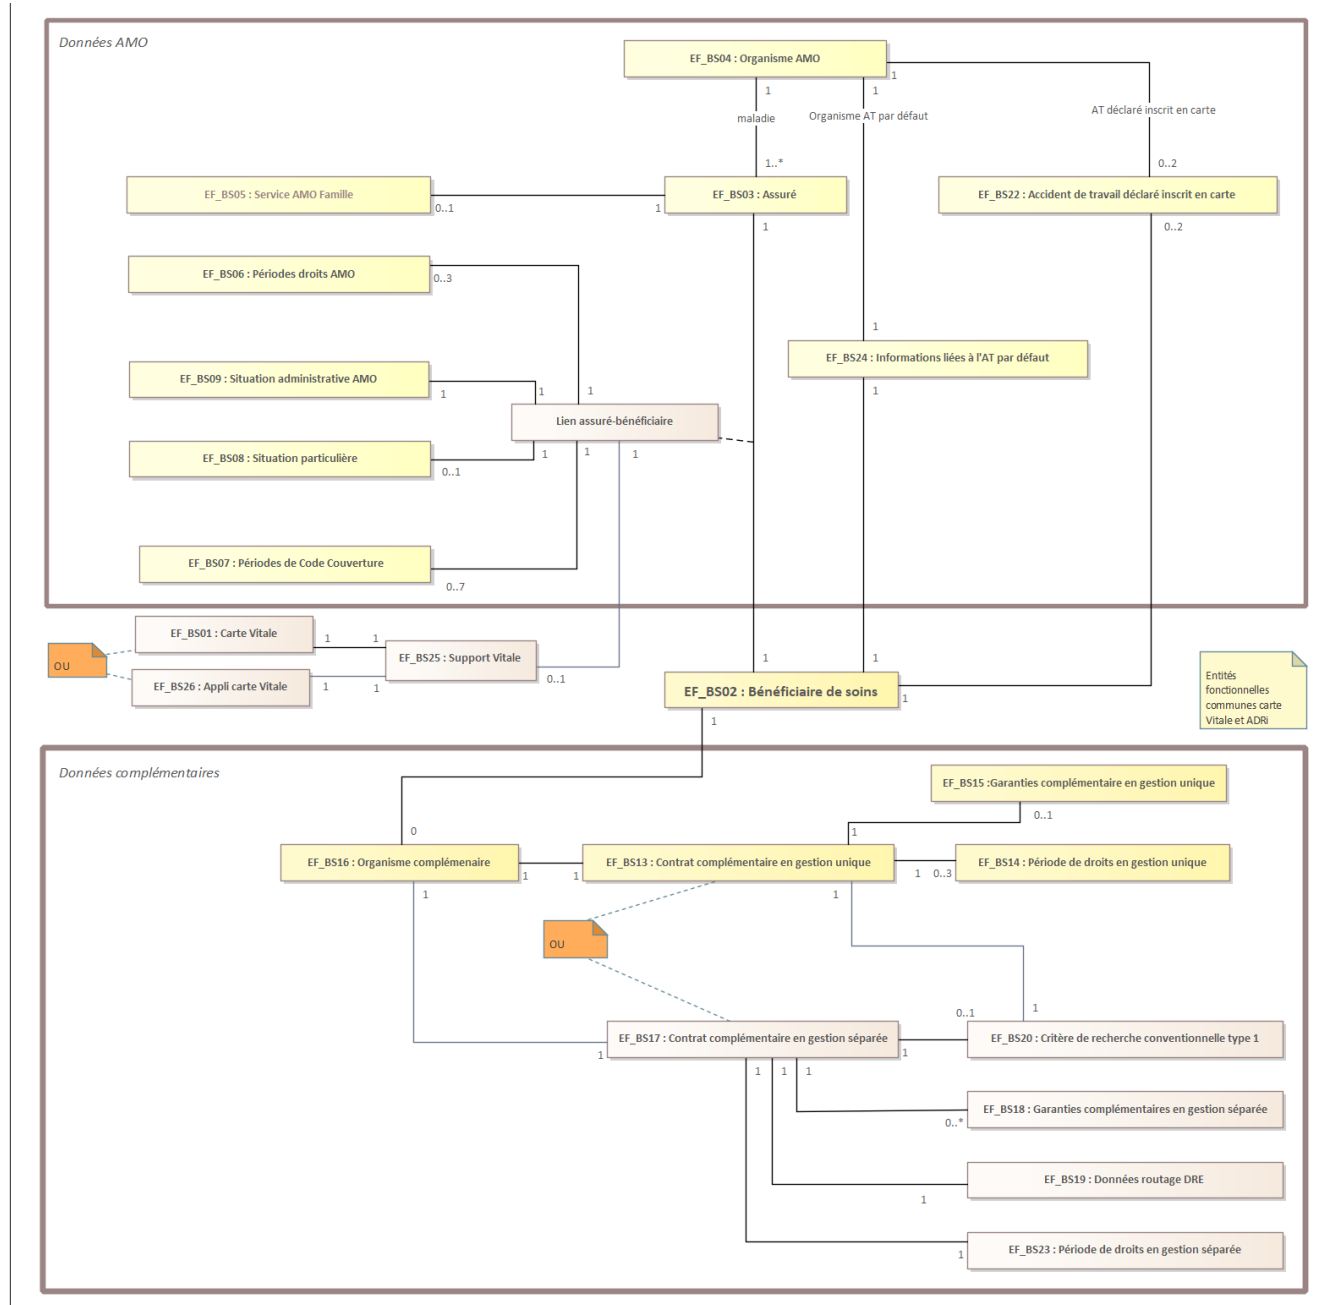 Données AMO
EF_BS04 : Organisme AMO
1
1
1
maladie
Organisme AT par défaut
AT déclaré inscrit en carte
1..*
0..2
EF_BS05 : Service AMO Famille
0..1
1
EF_BS03 : Assuré
EF_BS22 : Accident de travail déclaré inscrit en carte
1
0..2
EF_BS06 : Périodes droits AMO
0..3
1
EF_BS24 : Informations liées à l'AT par défaut
1
EF_BS09 : Situation administrative AMO
1
1
1
Lien assuré-bénéficiaire
EF_BS08 : Situation particulière
0..1
1
1
1
EF_BS07 : Périodes de Code Couverture
0..7
EF_BS01 : Carte Vitale
1
1
OU
EF_BS25 : Support Vitale
0..1
EF_BS26 : Appli carte Vitale
1
1
1
1
EF_BS02 : Bénéficiaire de soins
1
1
Entités
fonctionnelles
communes carte
Vitale et ADRi
Données complémentaires
EF_BS15 :Garanties complémentaire en gestion unique
0..1
0
1
EF_BS16 : Organisme complémenaire
1
1
EF_BS13 : Contrat complémentaire en gestion unique
1
0..3
EF_BS14 : Période de droits en gestion unique
1
1
OU
0..1
1
EF_BS17 : Contrat complémentaire en gestion séparée
1
1
EF_BS20 : Critère de recherche conventionnelle type 1
1
1
1
EF_BS18 : Garanties complémentaires en gestion séparée
0..*
EF_BS19 : Données routage DRE
1
EF_BS23 : Période de droits en gestion séparée
1